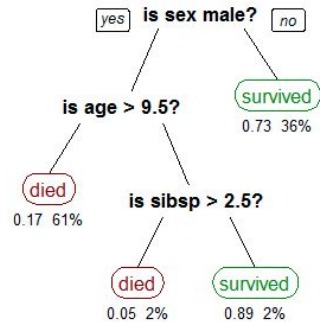 yes is sex male? no
is age > 9.5?
survived
0.73 36%
died
0.17 61%
is sibsp > 2.5?
died survived
0.05 2% 0.89 2%